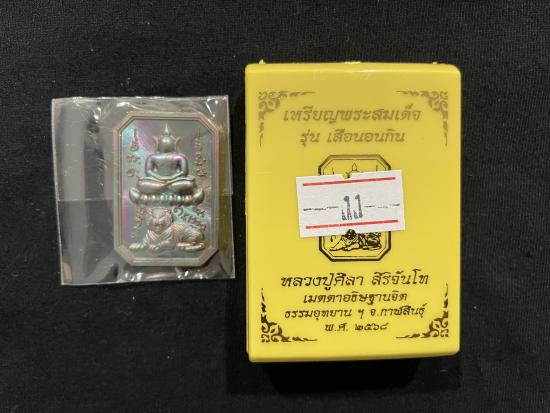 เหรียญพระสมเด็จ
รุ่น เสือนอนกิน
11
หลวงปู่ศิลา สิริจันโท
เมตตาอธิษฐานจิต
ธรรมอุทยาน ฯ จ.กาฬสินธุ์
พ.ศ. ๒๕๖๘